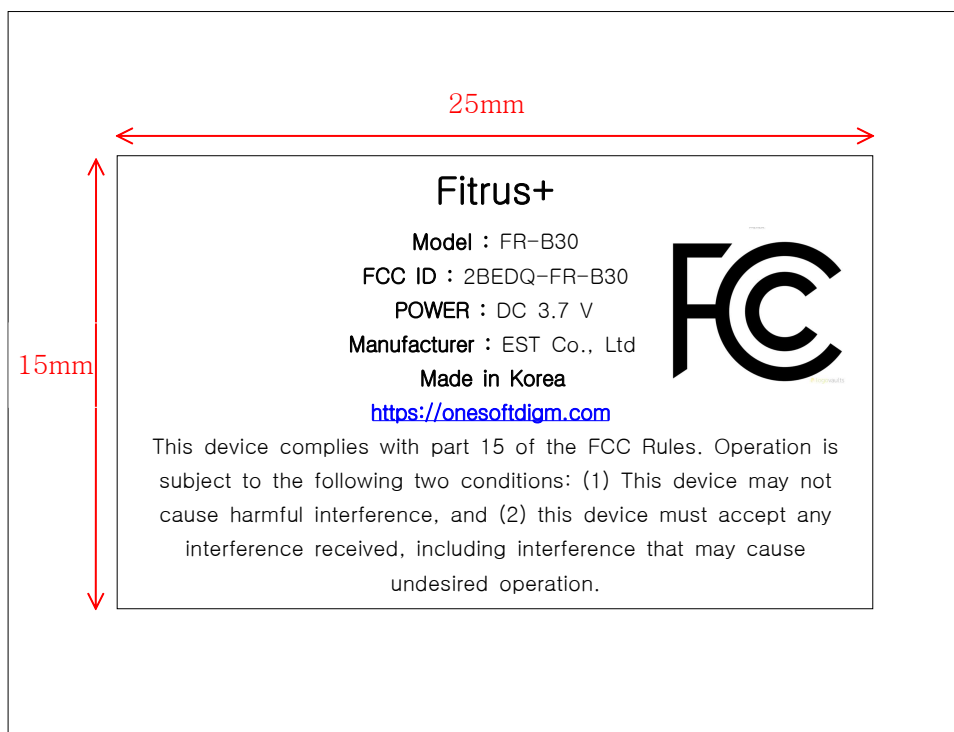 25mm
15mm
Fitrus+
Model : FR-B30
FCC ID : 2BEDQ-FR-B30
POWER : DC 3.7 V
Manufacturer : EST Co., Ltd
Made in Korea
https://onesoftdigm.com
FC
This device complies with part 15 of the FCC Rules. Operation is
subject to the following two conditions: (1) This device may not
cause harmful interference, and (2) this device must accept any
interference received, including interference that may cause
undesired operation.